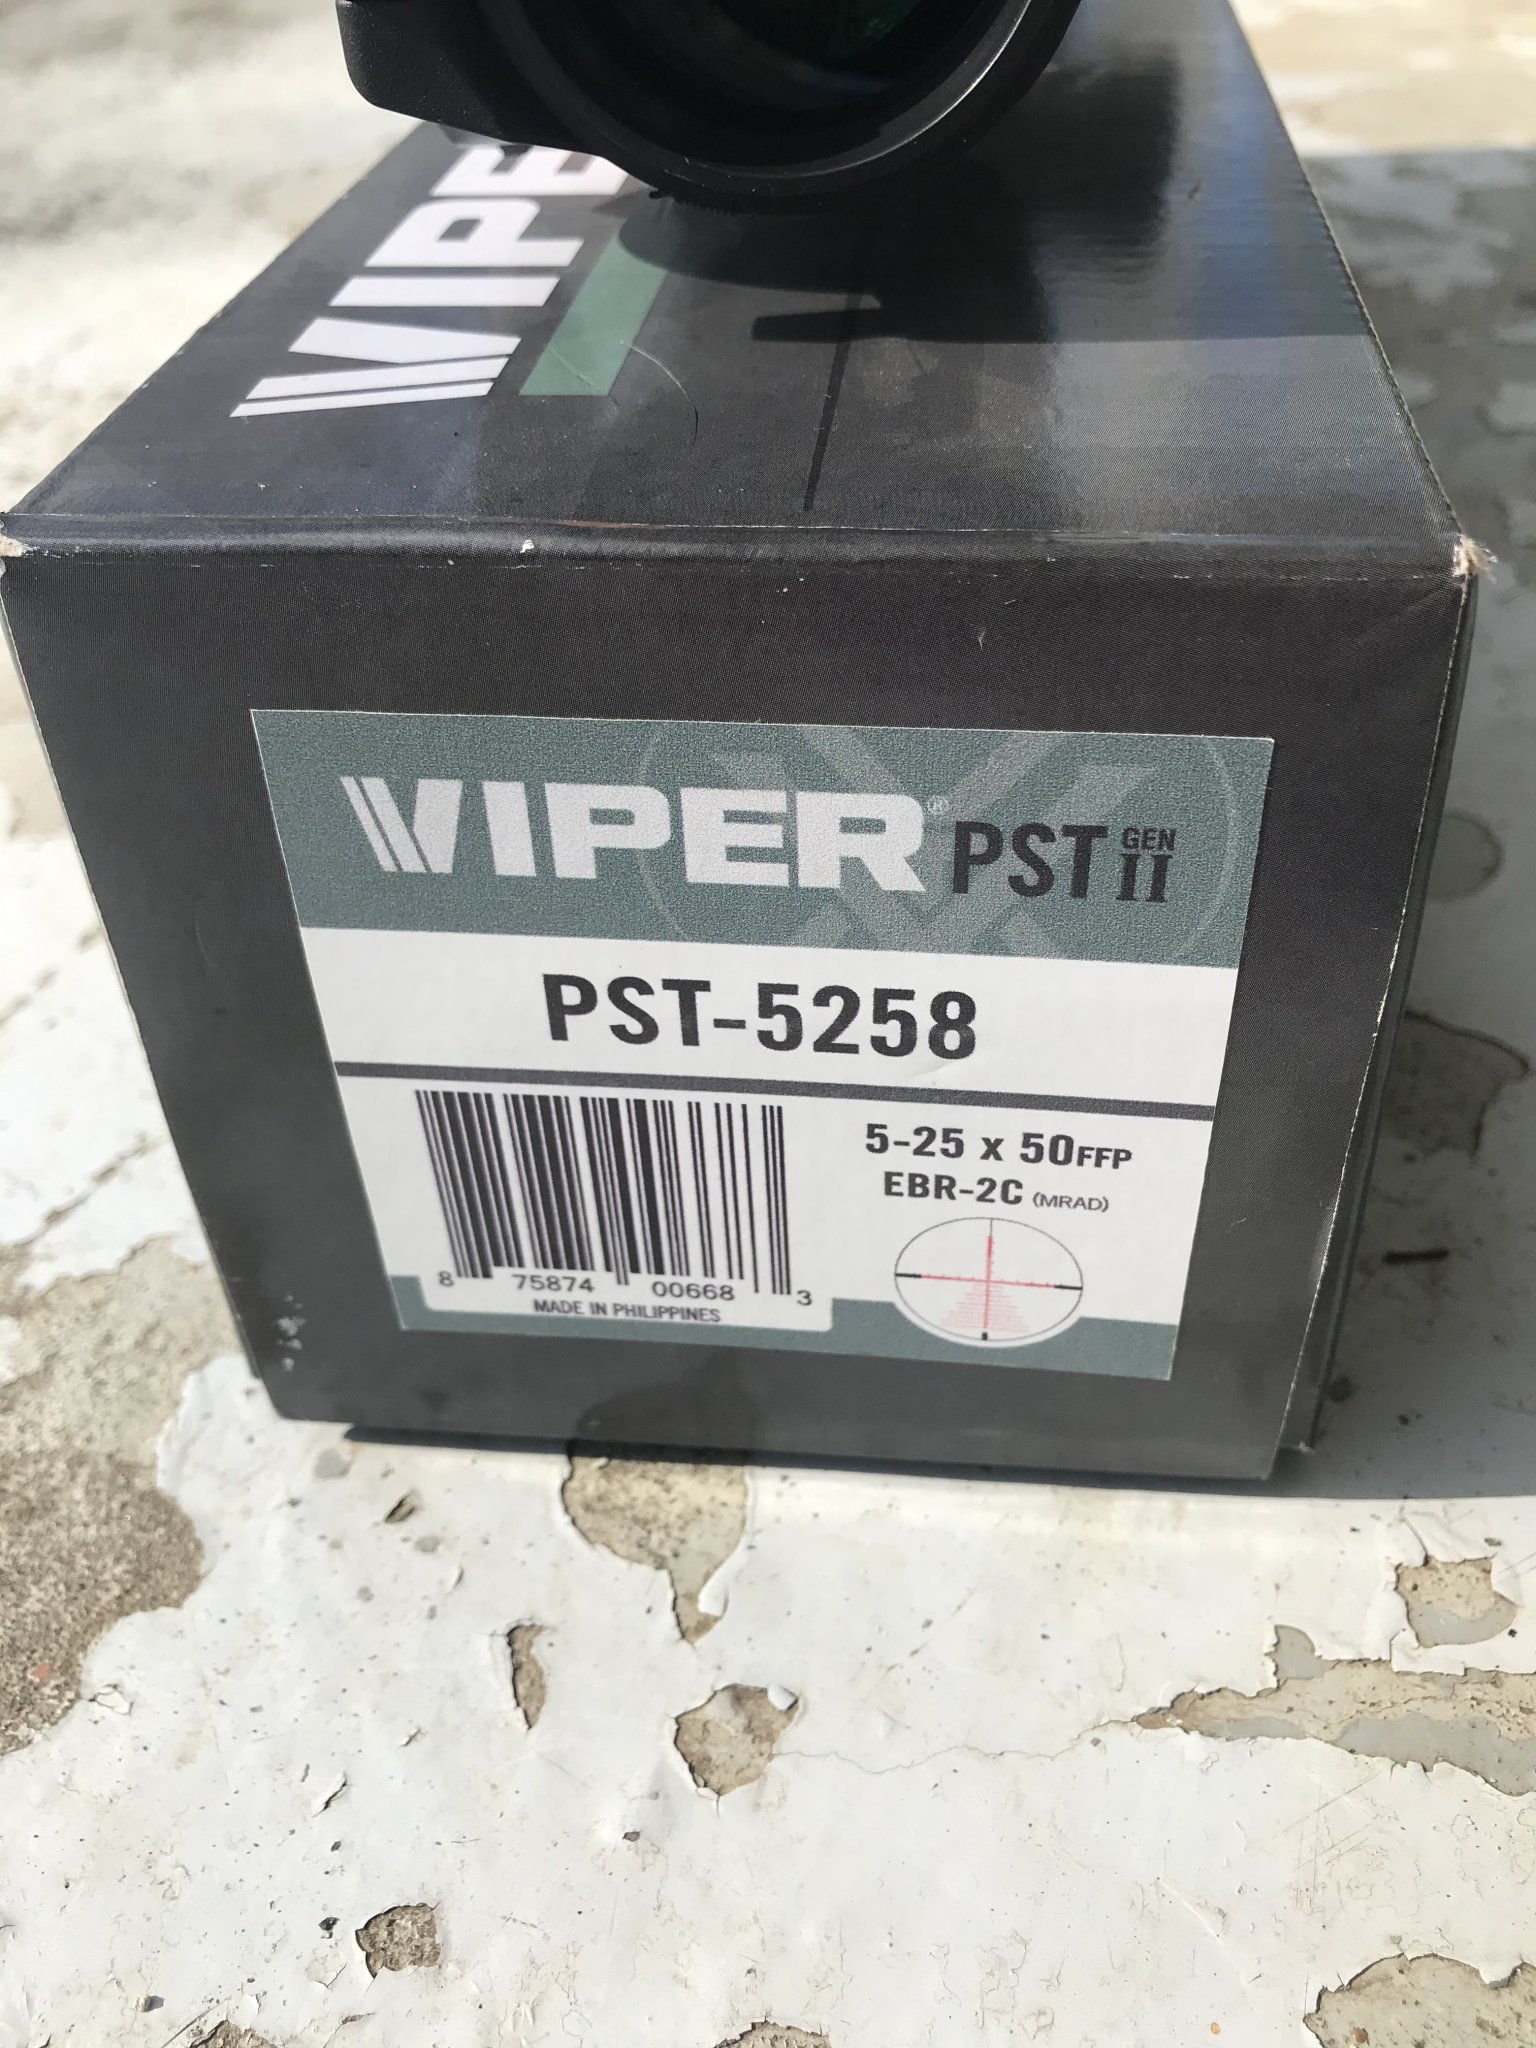 VIPE
VIPER® PST GEN II
PST-5258
5-25 x 50FFP
EBR-2C (MRAD)
8 75874 00668 3
MADE IN PHILIPPINES